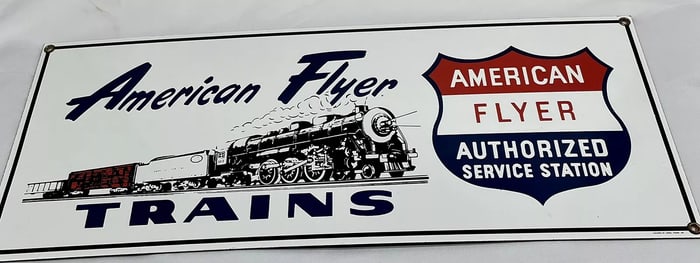 American Flyer
TRAINS
AMERICAN
FLYER
AUTHORIZED
SERVICE STATION